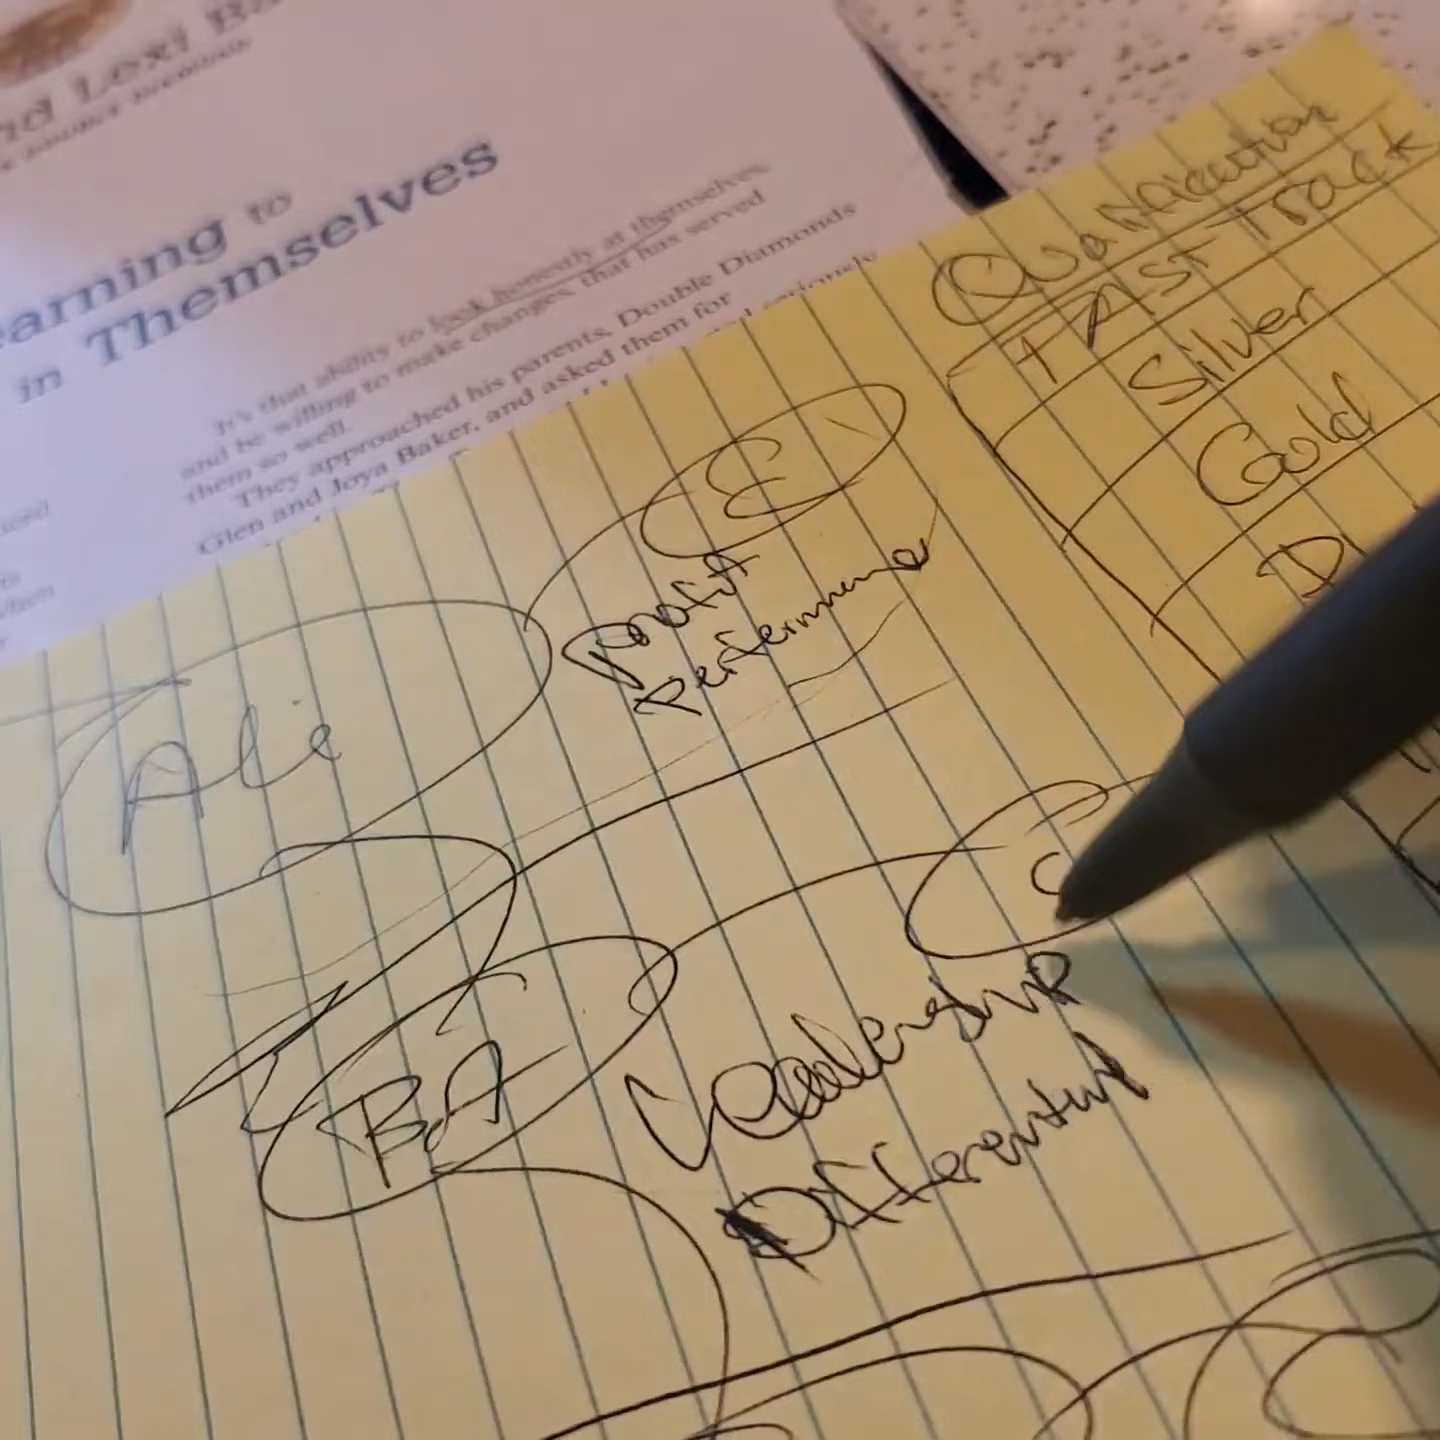 nd Lexi Ba
earning to
in Themselves
It's that ability to look honestly at themselves,
and be willing to make changes, that has served
them so well.
They approached his parents, Double Diamonds
Glen and Joya Baker, and asked them for
Qualification
FAST Track
Silver
Gold
D
E
Profit
Performance
Ali
S
BA
Leadership
Differential